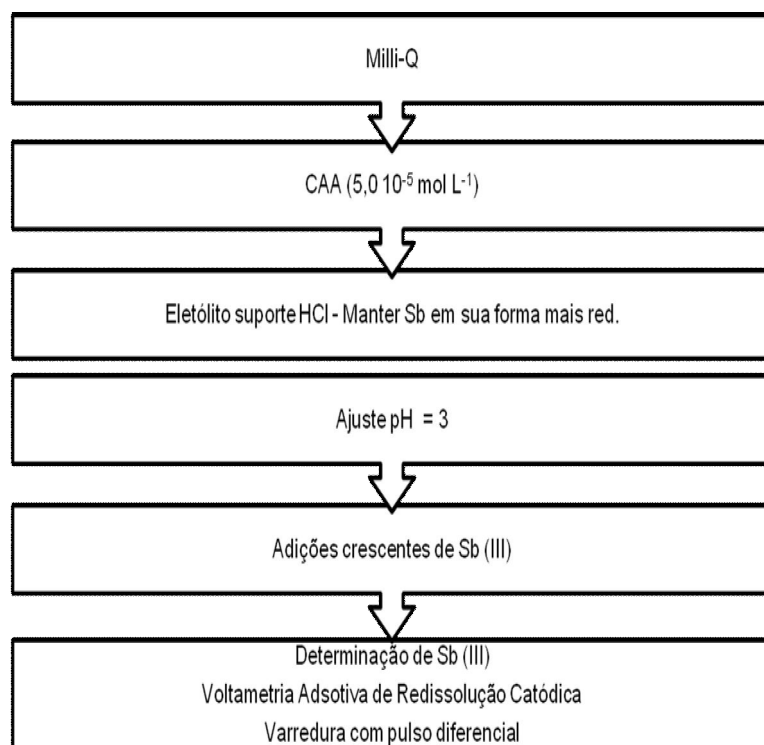 Milli-Q
CAA (5,0 10⁻⁵ mol L⁻¹)
Eletólito suporte HCl - Manter Sb em sua forma mais red.
Ajuste pH = 3
Adições crescentes de Sb (III)
Determinação de Sb (III)
Voltametria Adsotiva de Redissolução Catódica
Varredura com pulso diferencial